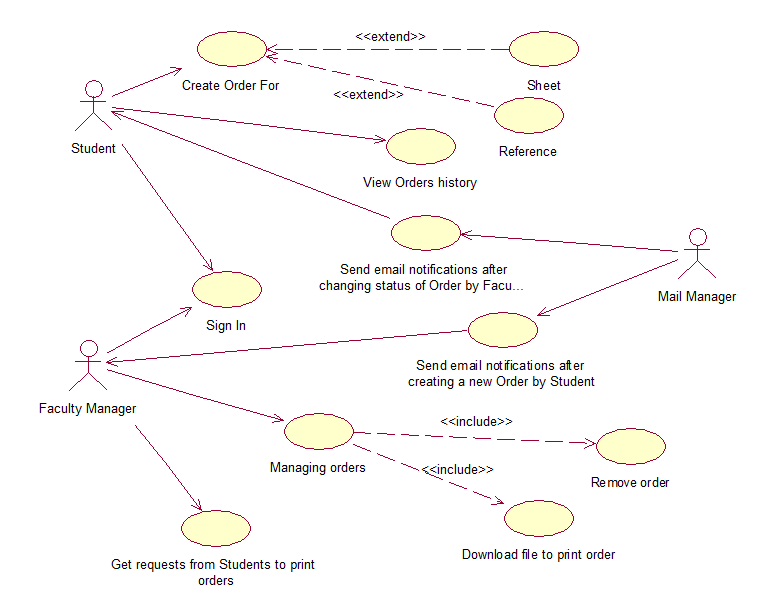 <<extend>>
Create Order For
Sheet
<<extend>>
Student
Reference
View Orders history
Send email notifications after
changing status of Order by Facu...
Mail Manager
Sign In
Send email notifications after
creating a new Order by Student
Faculty Manager
<<include>>
Managing orders
<<include>>
Remove order
Download file to print order
Get requests from Students to print
orders